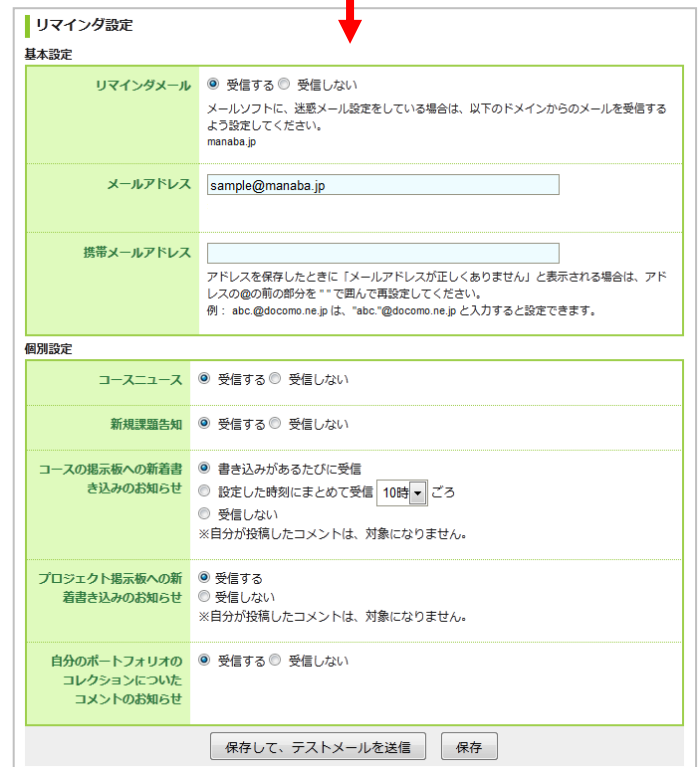 リマインダ設定
基本設定
リマインダメール
受信する 受信しない
メールソフトに、迷惑メール設定をしている場合は、以下のドメインからのメールを受信する
よう設定してください。
manaba.jp
メールアドレス
sample@manaba.jp
携帯メールアドレス
アドレスを保存したときに「メールアドレスが正しくありません」と表示される場合は、アド
レスの@の前の部分を " " で囲んで再設定してください。
例： abc.@docomo.ne.jp は、"abc."@docomo.ne.jp と入力すると設定できます。
個別設定
コースニュース
受信する 受信しない
新規課題告知
受信する 受信しない
コースの掲示板への新着書
き込みのお知らせ
書き込みがあるたびに受信
設定した時刻にまとめて受信 10時 ごろ
受信しない
※自分が投稿したコメントは、対象になりません。
プロジェクト掲示板への新
着書き込みのお知らせ
受信する
受信しない
※自分が投稿したコメントは、対象になりません。
自分のポートフォリオの
コレクションについた
コメントのお知らせ
受信する 受信しない
保存して、テストメールを送信 保存